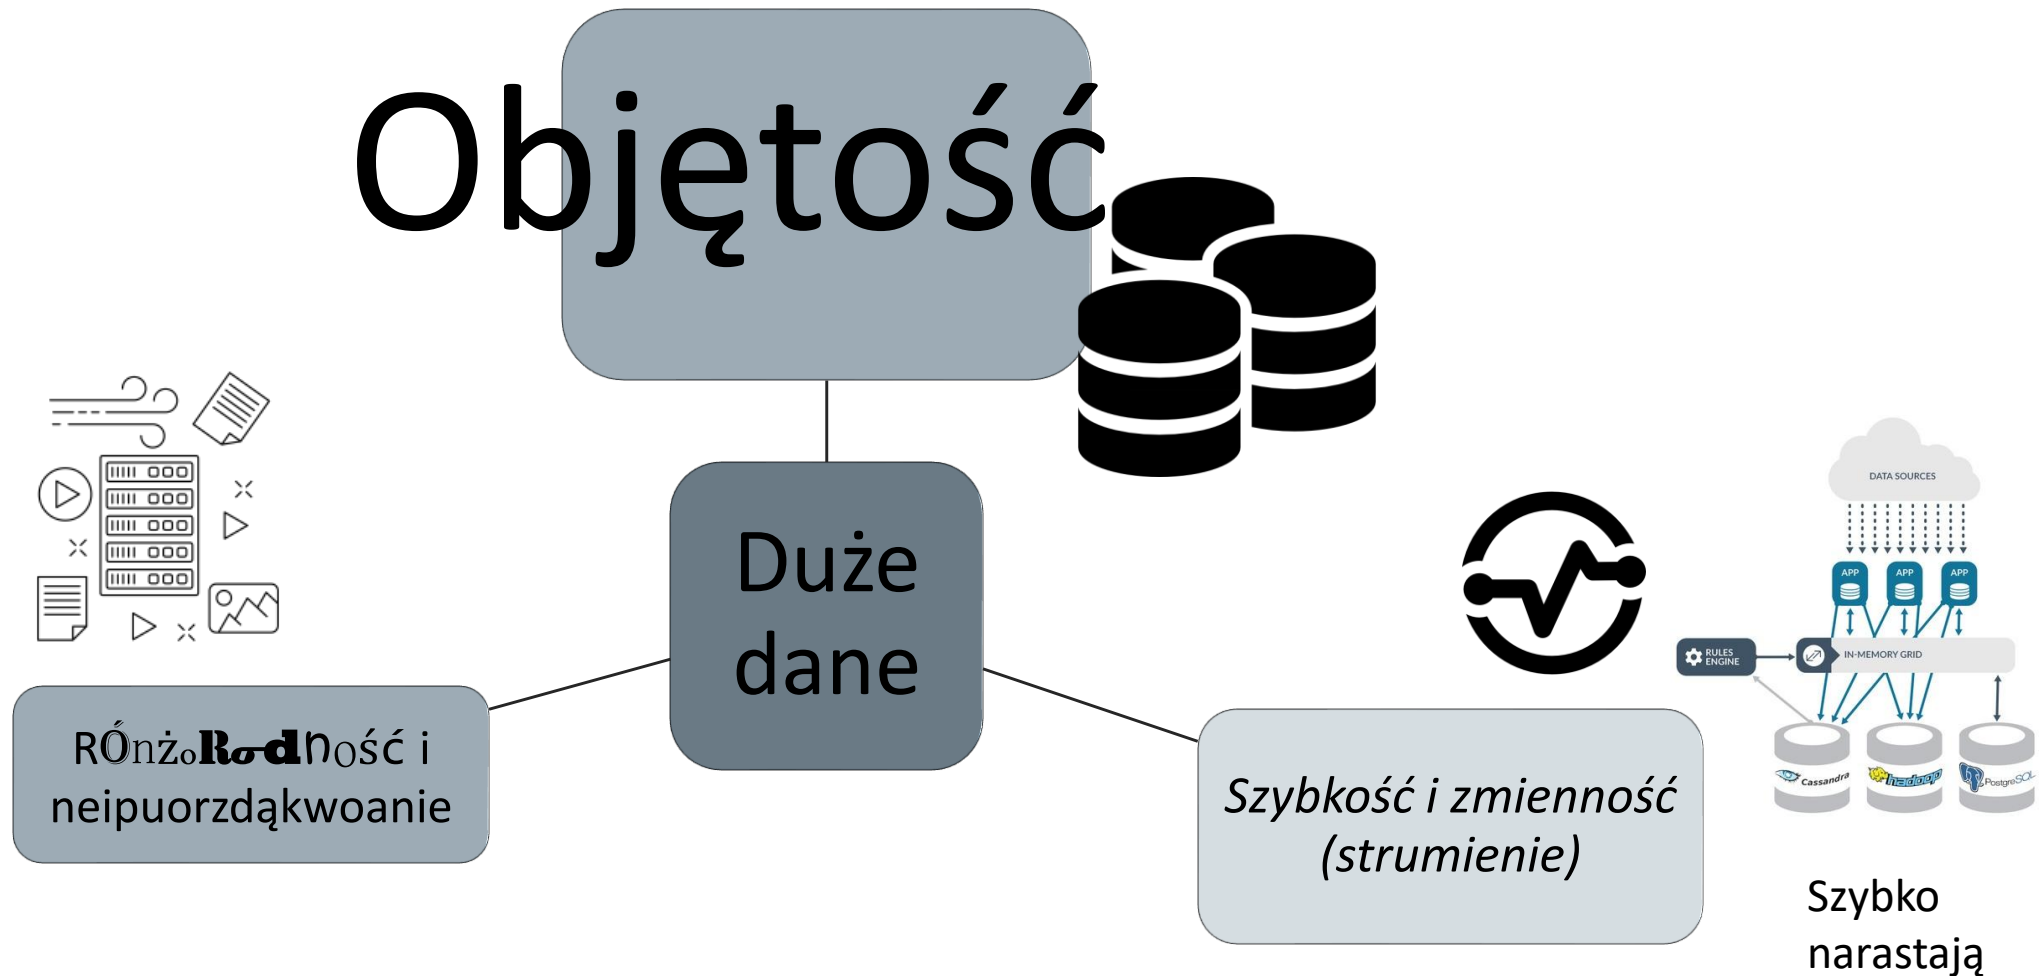 Objętość
Duże
dane
RÓnżoRodność i
neipuorzdąkwoanie
Szybkość i zmienność
(strumienie)
DATA SOURCES
APP
APP
APP
RULES
ENGINE
IN-MEMORY GRID
Cassandra
hadoop
PostgreSQL
Szybko
narastają